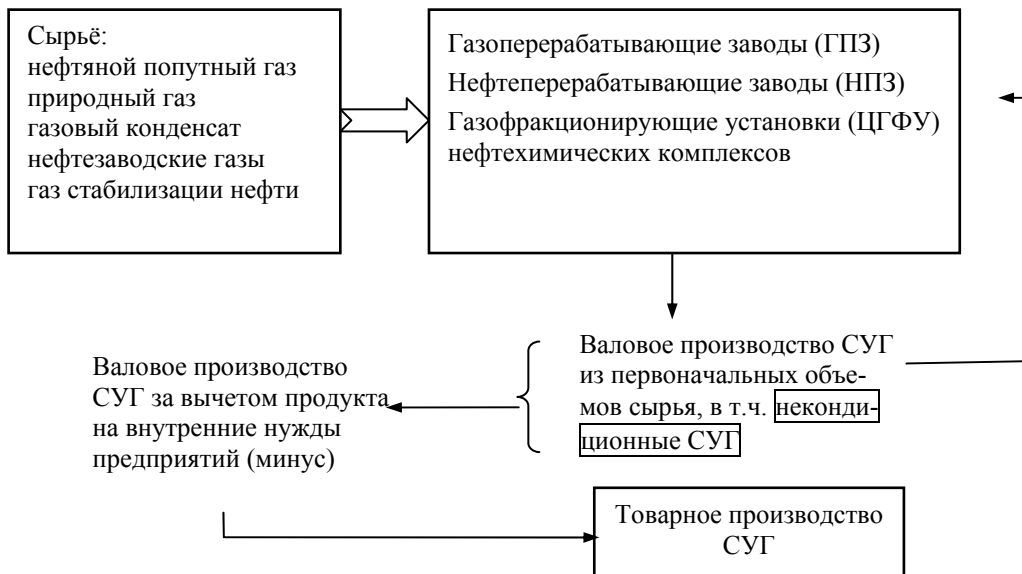 Сырьё:
нефтяной попутный газ
природный газ
газовый конденсат
нефтезаводские газы
газ стабилизации нефти
Газоперерабатывающие заводы (ГПЗ)
Нефтеперерабатывающие заводы (НПЗ)
Газофракционирующие установки (ЦГФУ)
нефтехимических комплексов
Валовое производство
СУГ за вычетом продукта
на внутренние нужды
предприятий (минус)
Валовое производство СУГ
из первоначальных объе-
мов сырья, в т.ч. неконди-
ционные СУГ
Товарное производство
СУГ